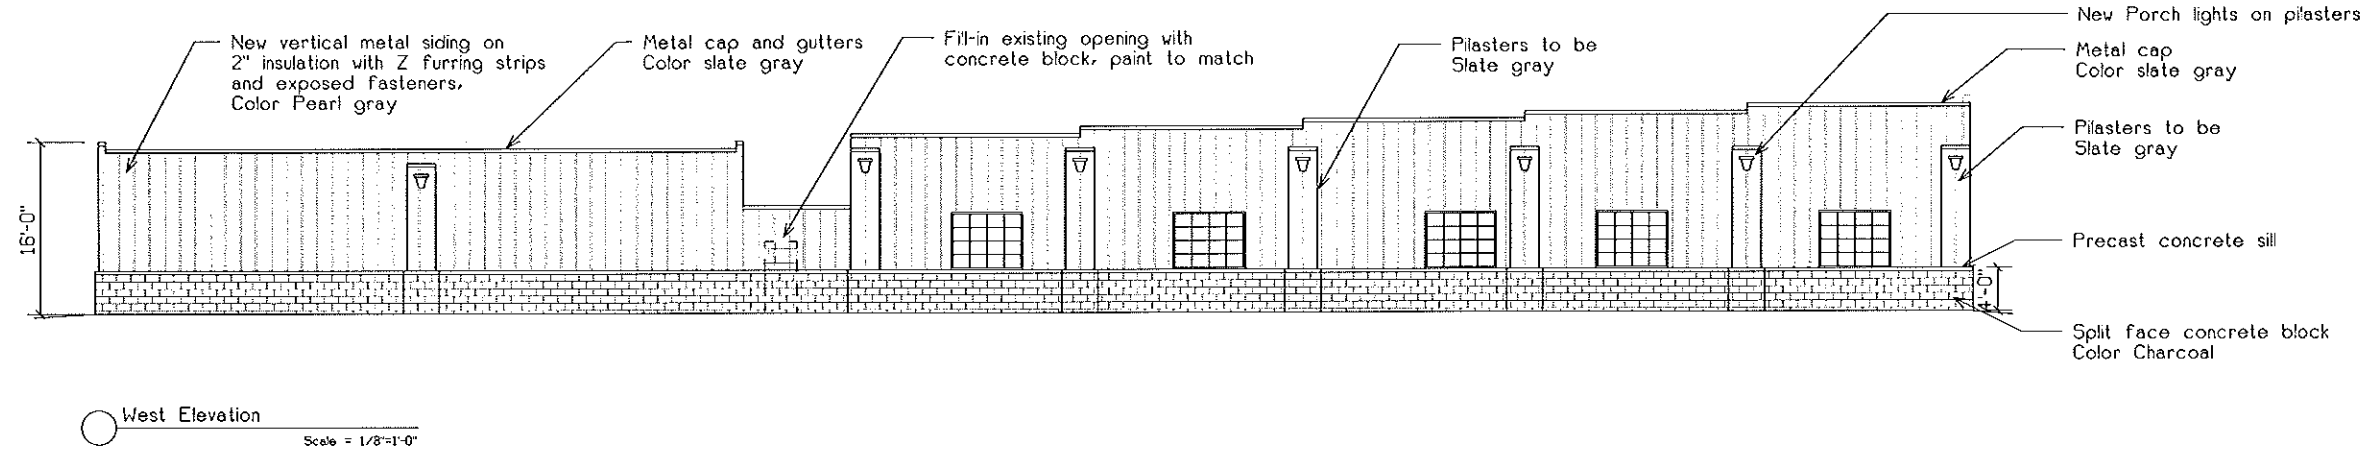 New vertical metal siding on
2" insulation with Z furring strips
and exposed fasteners,
Color Pearl gray
Metal cap and gutters
Color slate gray
Fill-in existing opening with
concrete block, paint to match
Pilasters to be
Slate gray
New Porch lights on pilasters
Metal cap
Color slate gray
Pilasters to be
Slate gray
16'-0"
Precast concrete sill
4'-0"
Split face concrete block
Color Charcoal
West Elevation
Scale = 1/8"=1'-0"